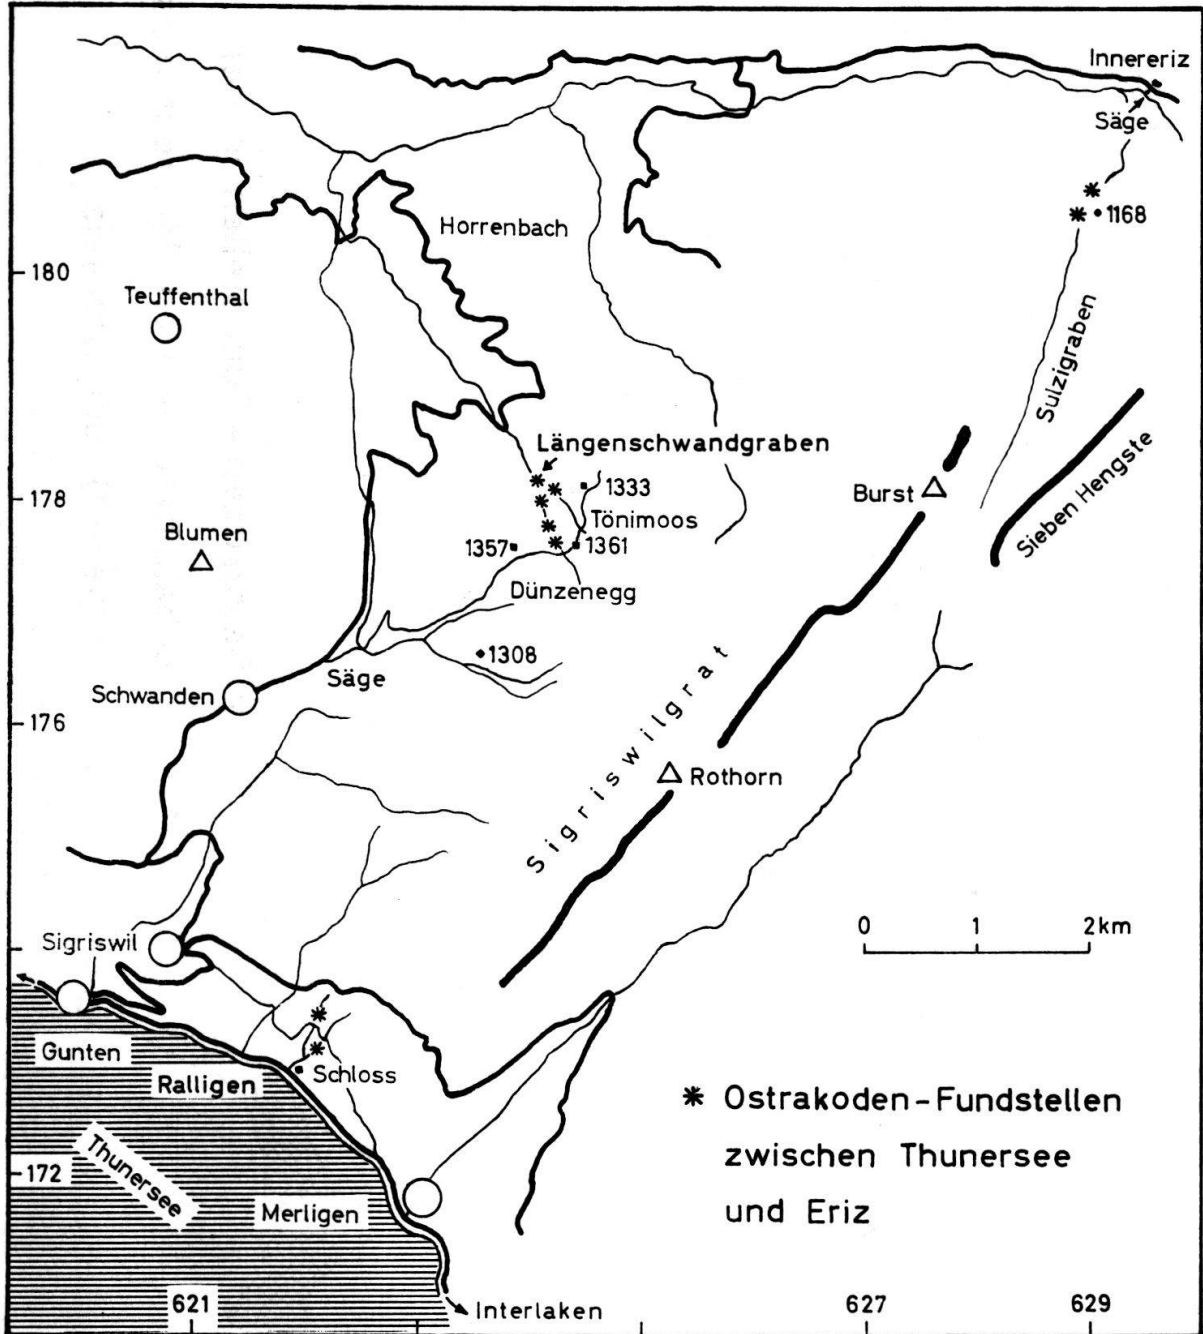 Innereriz
Säge
1168
Horrenbach
180
Teuffenthal
Sulzigraben
Längenschwandgraben
1333
178
Burst
Tönimoos
Sieben Hengste
Blumen
1357
1361
Dünzenegg
1308
Säge
Schwanden
176
Sigriswilgrat
Rothorn
0 1 2 km
Sigriswil
Gunten
Ralligen
Schloss
* Ostrakoden-Fundstellen
zwischen Thunersee
und Eriz
Thunersee
172
Merligen
621
Interlaken
627
629